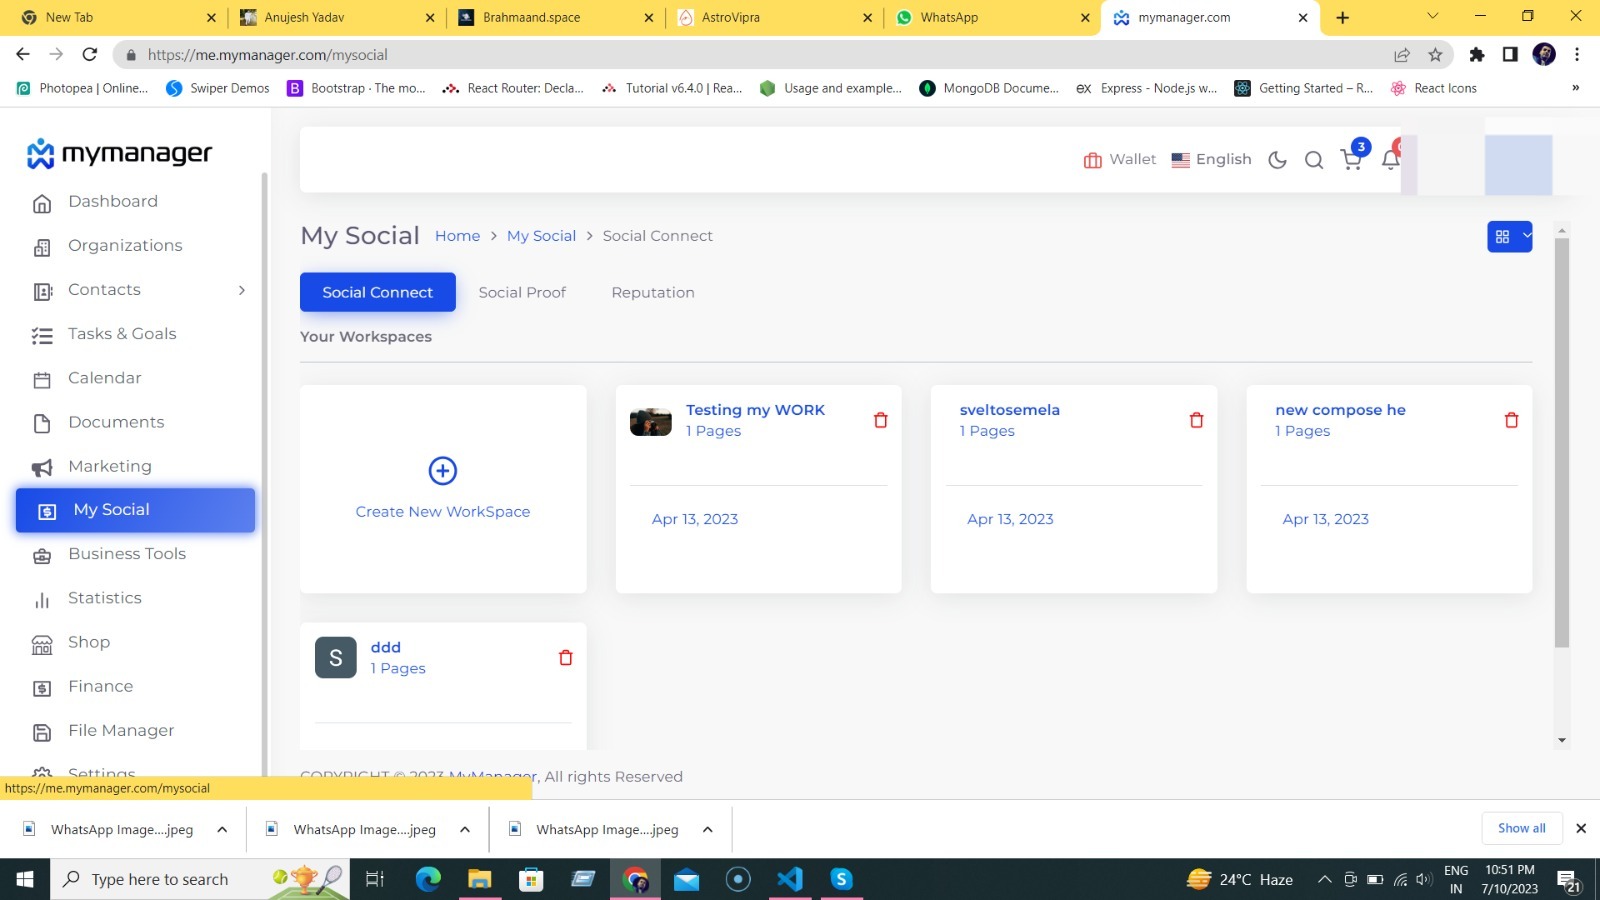 New Tab
Anujesh Yadav
Brahmaand.space
AstroVipra
WhatsApp
mymanager.com
https://me.mymanager.com/mysocial
Photopea | Online...
Swiper Demos
B
Bootstrap · The mo...
React Router: Decla...
Tutorial v6.4.0 | Rea...
Usage and example...
MongoDB Docume...
ex
Express - Node.js w...
Getting Started – R...
React Icons
»
mymanager
Wallet
English
3
Dashboard
Organizations
Contacts
Tasks & Goals
Calendar
Documents
Marketing
My Social
Business Tools
Statistics
Shop
Finance
File Manager
Settings
My Social
Home > My Social > Social Connect
Social Connect
Social Proof
Reputation
Your Workspaces
Create New WorkSpace
Testing my WORK
1 Pages
Apr 13, 2023
sveltosemela
1 Pages
Apr 13, 2023
new compose he
1 Pages
Apr 13, 2023
S
ddd
1 Pages
COPYRIGHT © 2023 MyManager, All rights Reserved
https://me.mymanager.com/mysocial
WhatsApp Image....jpeg
WhatsApp Image....jpeg
WhatsApp Image....jpeg
Show all
Type here to search
S
24°C Haze
ENG
IN
10:51 PM
7/10/2023
21